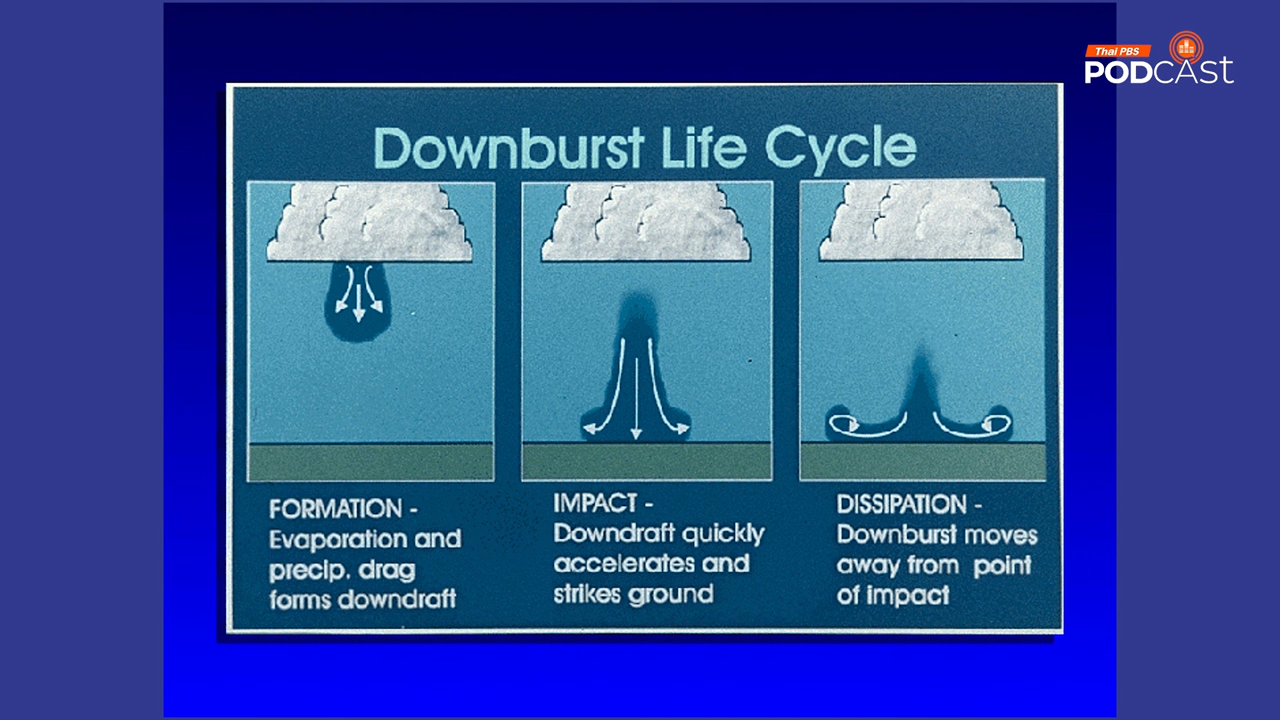 Thai PBS
PODCAST
Downburst Life Cycle
FORMATION -
Evaporation and
precip. drag
forms downdraft
IMPACT -
Downdraft quickly
accelerates and
strikes ground
DISSIPATION -
Downburst moves
away from point
of impact